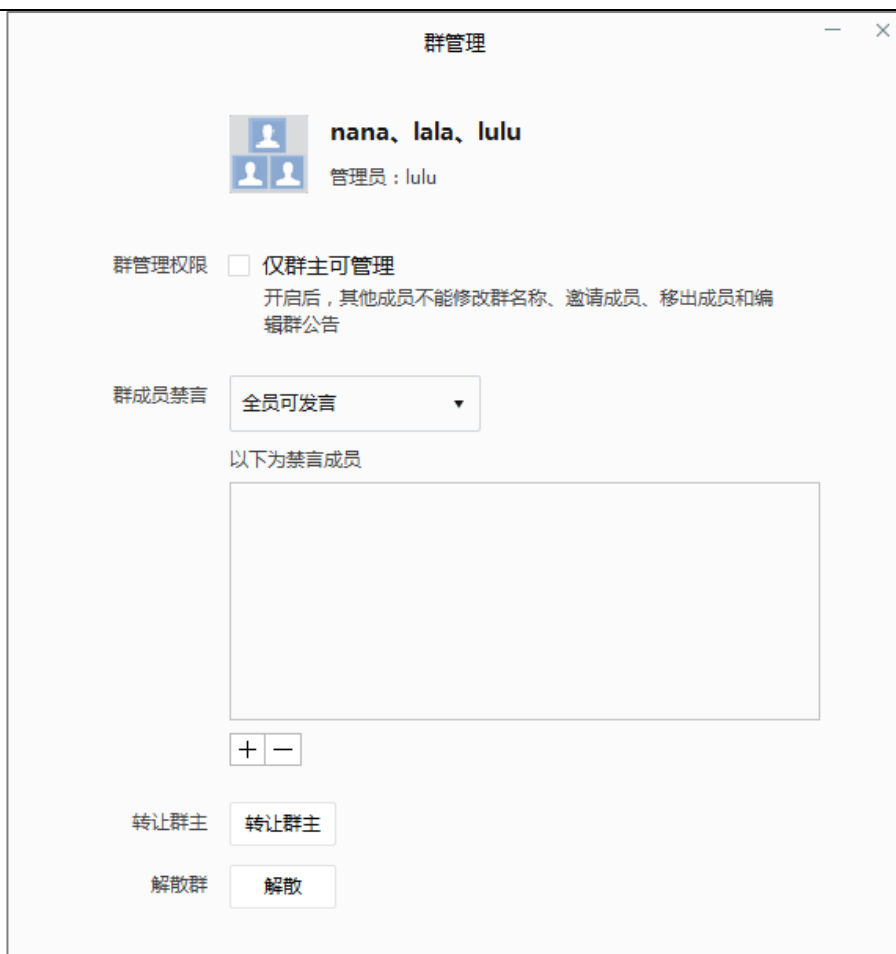 群管理
nana、lala、lulu
管理员：lulu
群管理权限 仅群主可管理
开启后，其他成员不能修改群名称、邀请成员、移出成员和编
辑群公告
群成员禁言 全员可发言
以下为禁言成员
转让群主 转让群主
解散群 解散